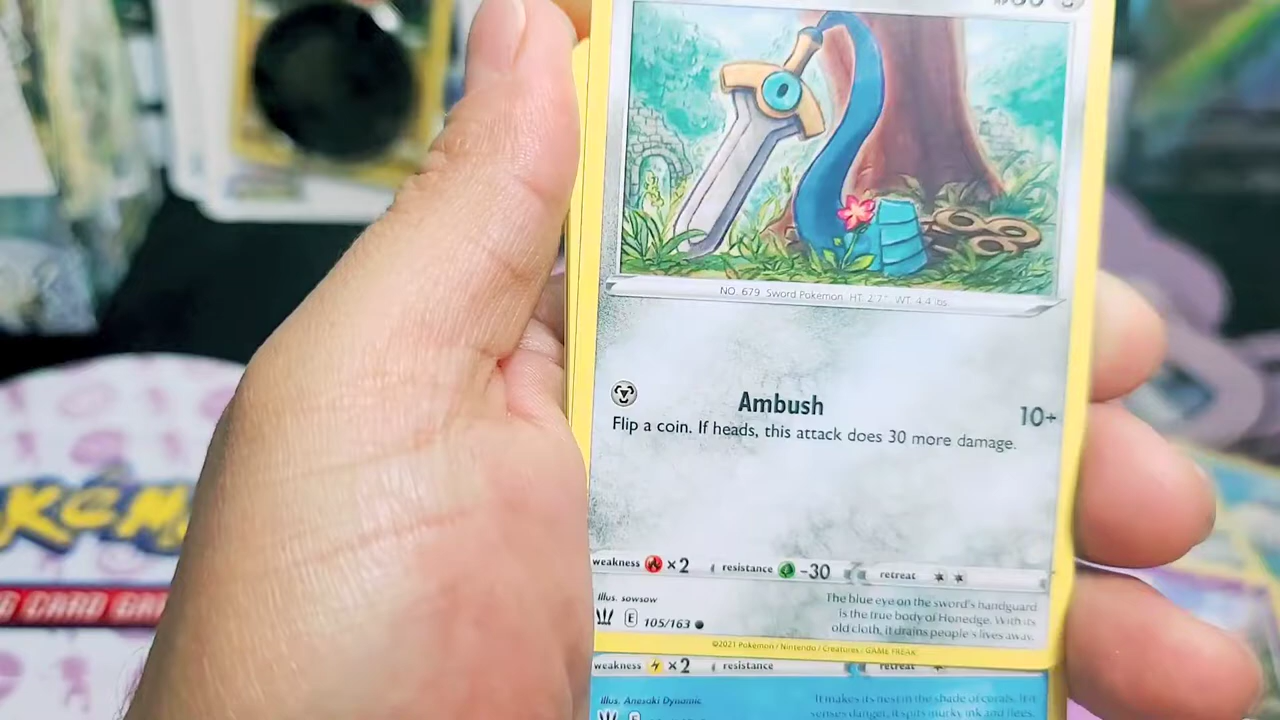 NO. 679 Sword Pokémon HT: 2'7" WT: 4.4 lbs.
Ambush
10+
Flip a coin. If heads, this attack does 30 more damage.
weakness ×2 resistance -30 retreat
Illus. sowsow
The blue eye on the sword's handguard
is the true body of Honedge. With its
old cloth, it drains people's lives away.
E 105/163
©2021 Pokémon / Nintendo / Creatures / GAME FREAK
weakness ×2 resistance retreat
Illus. Anesaki Dynamic
It makes its nest in the shade of corals. If it
senses danger, it spits murky ink and flees.